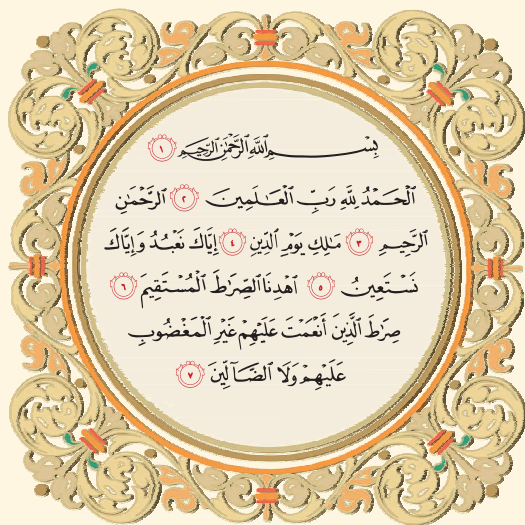 بِسْمِ ٱللَّهِ ٱلرَّحْمَٰنِ ٱلرَّحِيمِ ١
ٱلْحَمْدُ لِلَّهِ رَبِّ ٱلْعَٰلَمِينَ ٢ ٱلرَّحْمَٰنِ
ٱلرَّحِيمِ ٣ مَٰلِكِ يَوْمِ ٱلدِّينِ ٤ إِيَّاكَ نَعْبُدُ وَإِيَّاكَ
نَسْتَعِينُ ٥ ٱهْدِنَا ٱلصِّرَٰطَ ٱلْمُسْتَقِيمَ ٦
صِرَٰطَ ٱلَّذِينَ أَنْعَمْتَ عَلَيْهِمْ غَيْرِ ٱلْمَغْضُوبِ
عَلَيْهِمْ وَلَا ٱلضَّآلِّينَ ٧